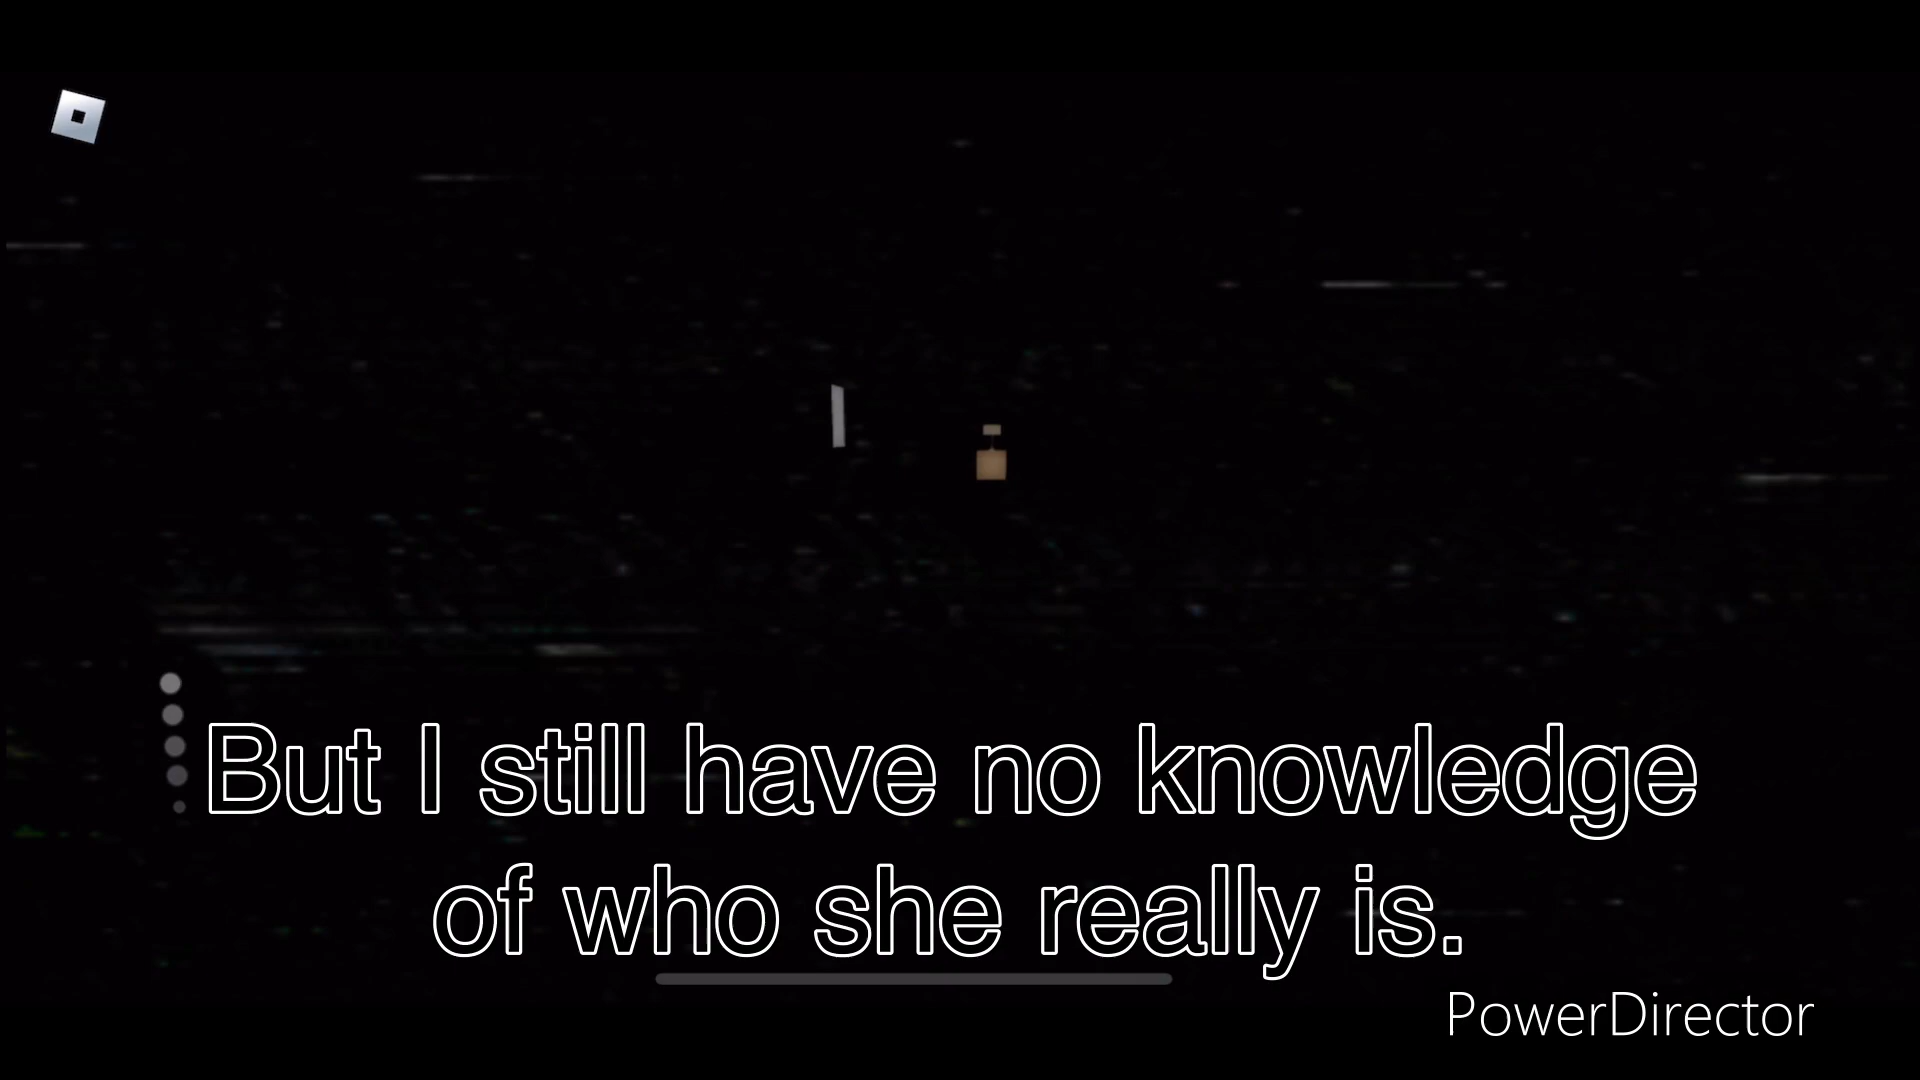 But I still have no knowledge
of who she really is.
PowerDirector